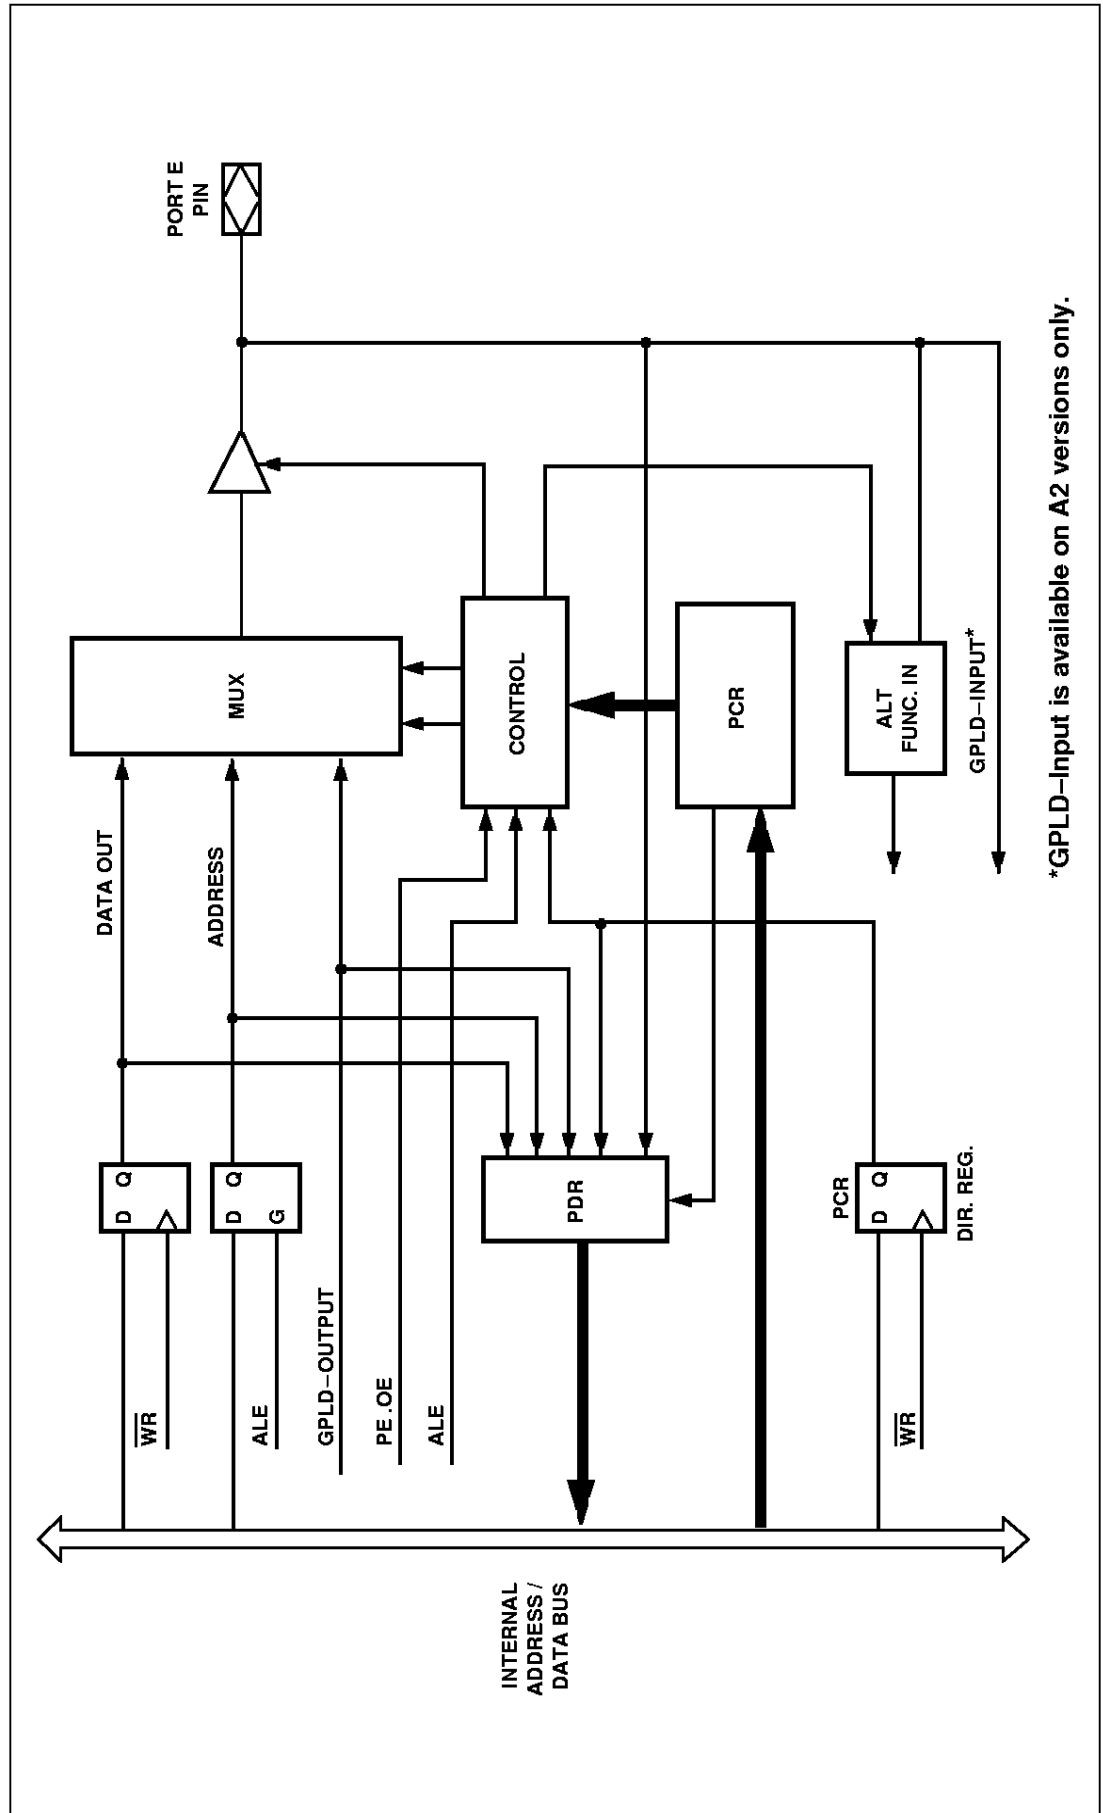 PORT E
PIN
DATA OUT
MUX
D Q
WR
ADDRESS
D Q
G
ALE
GPLD–OUTPUT
PE .OE
ALE
CONTROL
INTERNAL
ADDRESS /
DATA BUS
PDR
PCR
PCR
D Q
WR
DIR. REG.
ALT
FUNC. IN
GPLD–INPUT*
*GPLD–Input is available on A2 versions only.